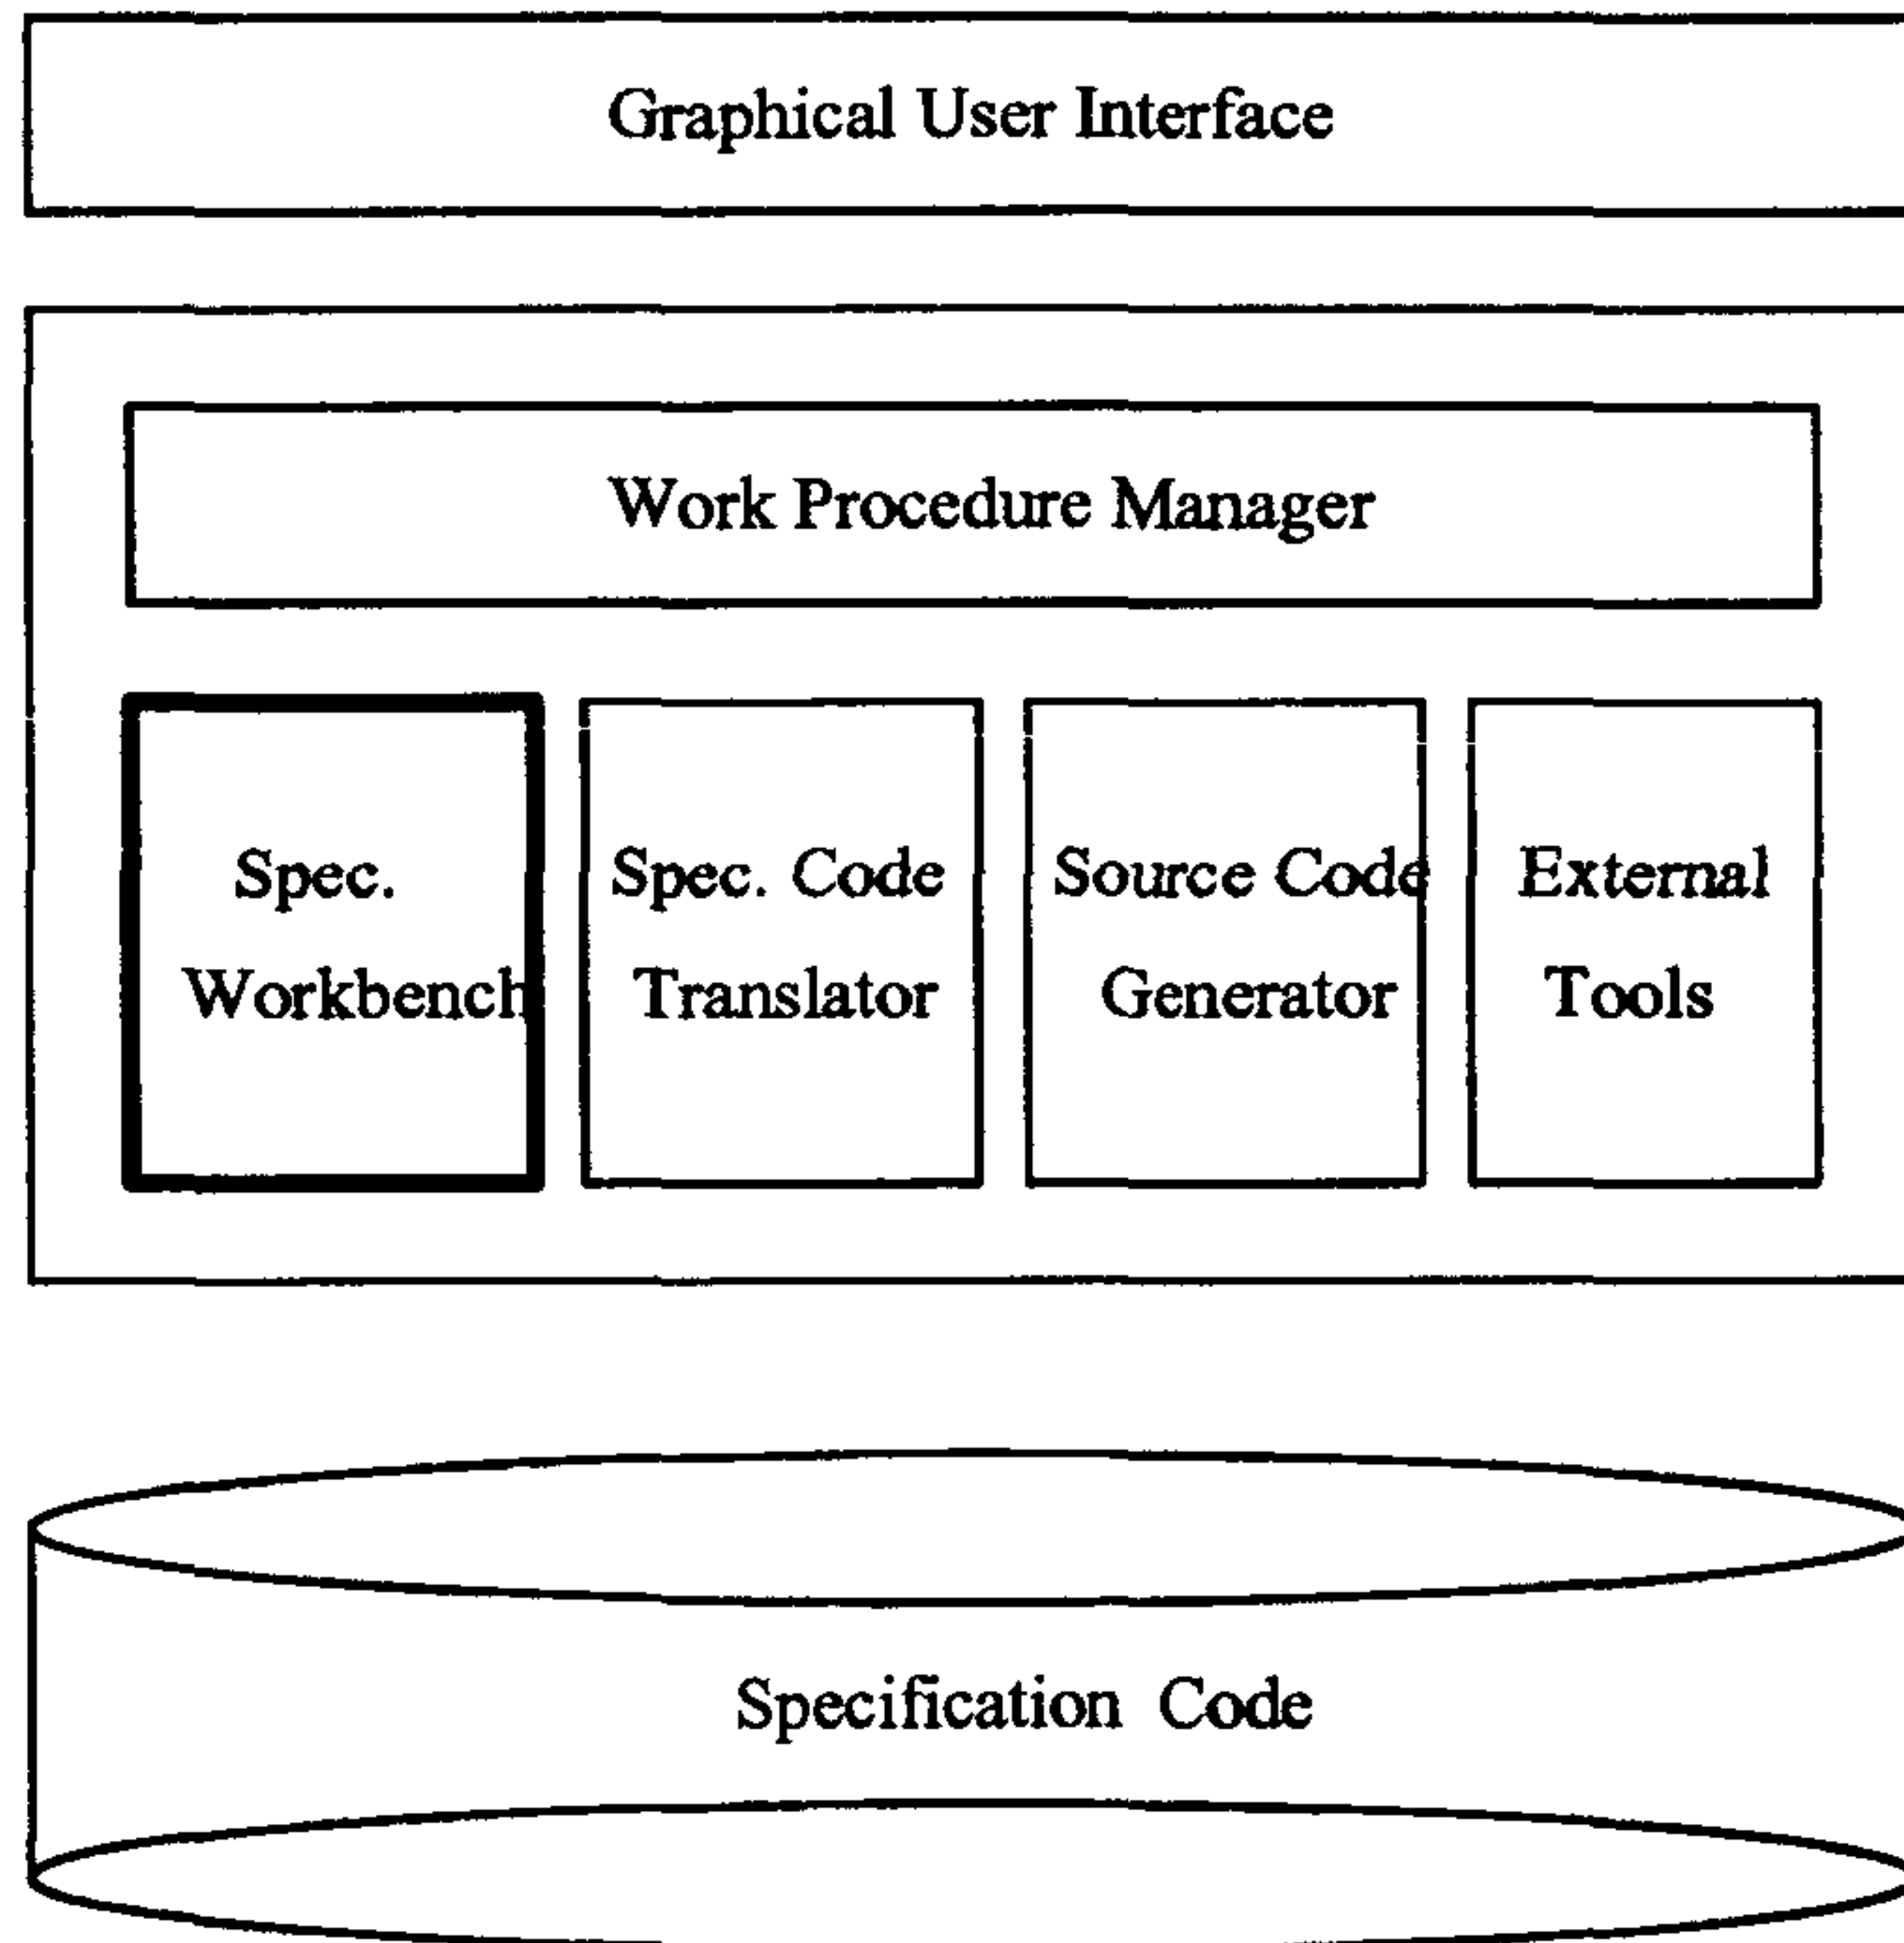 Graphical User Interface
Work Procedure Manager
Spec.
Workbench
Spec. Code
Translator
Source Code
Generator
External
Tools
Specification Code